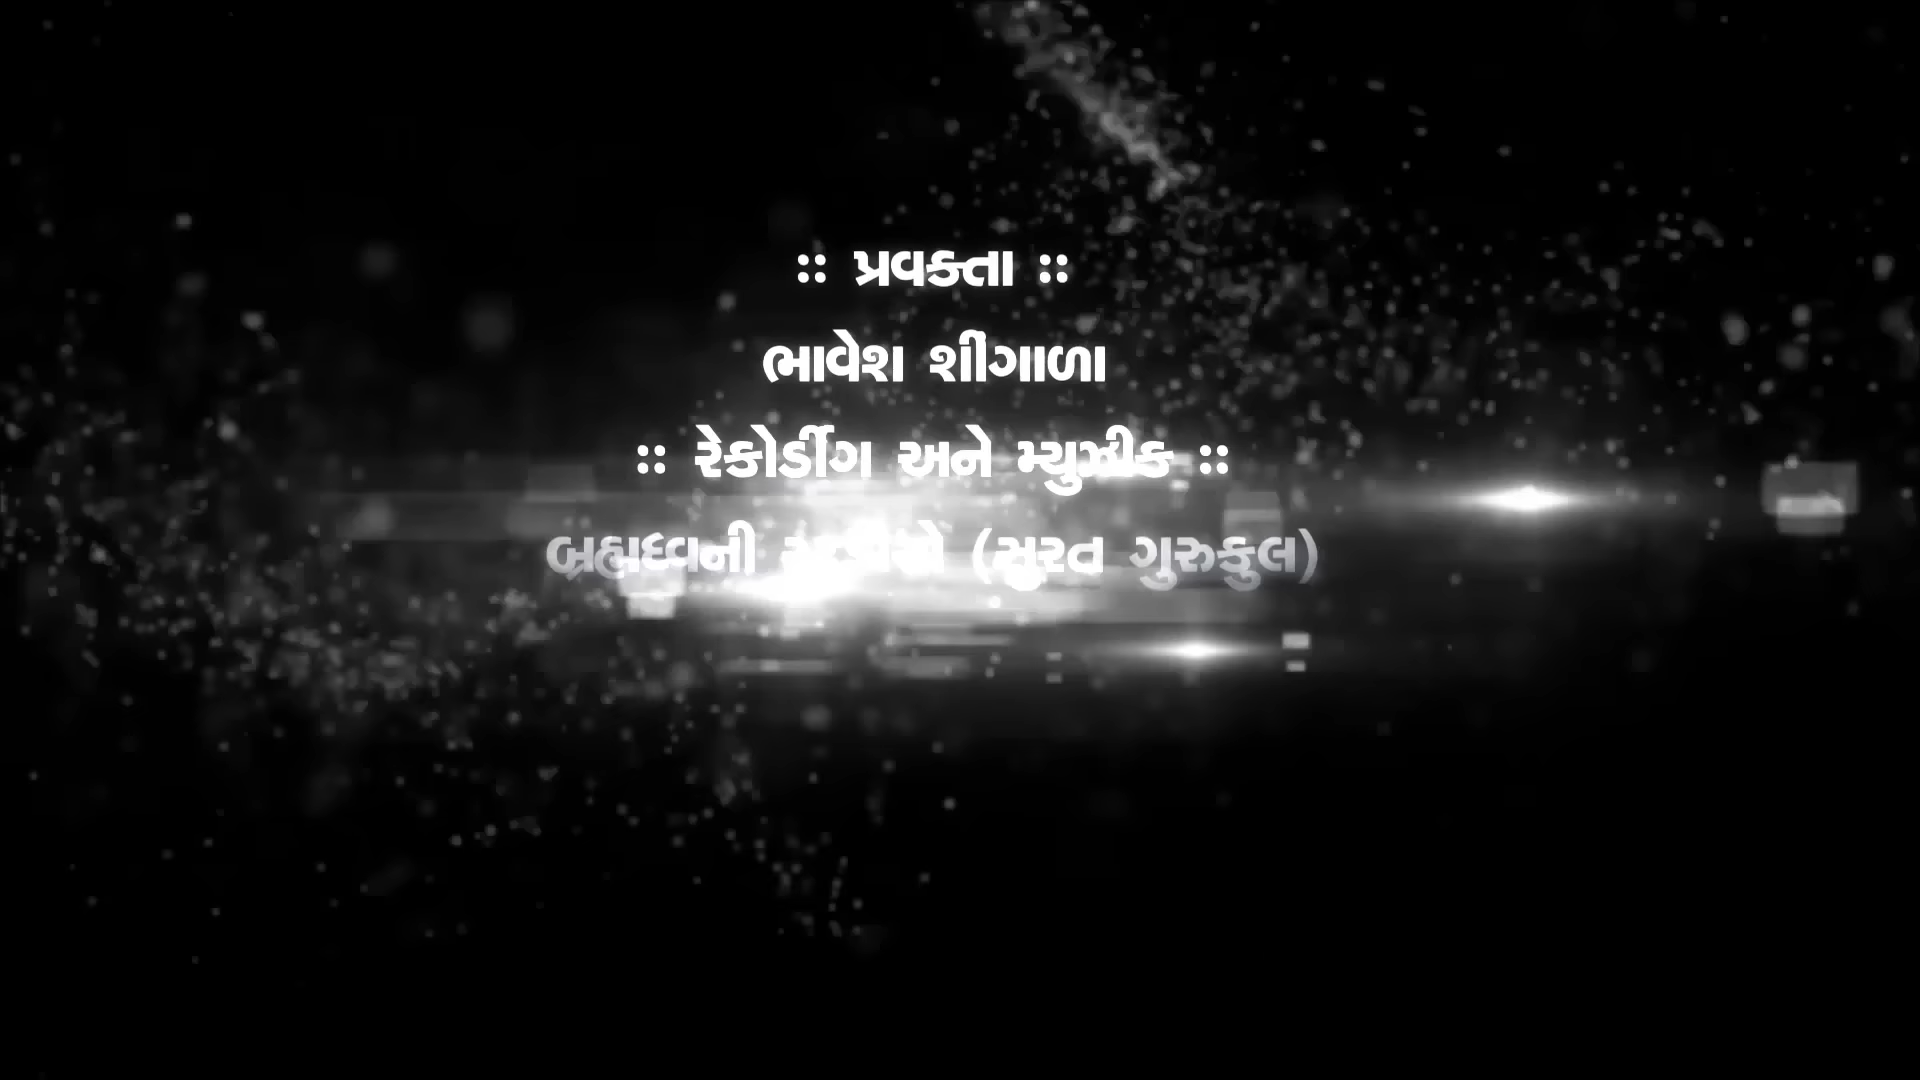 :: પ્રવક્તા ::
ભાવેશ શીંગાળા
:: રેકોર્ડીંગ અને મ્યુઝીક ::
બ્રહ્મધ્વની સ્ટુડીયો (સુરત ગુરુકુલ)